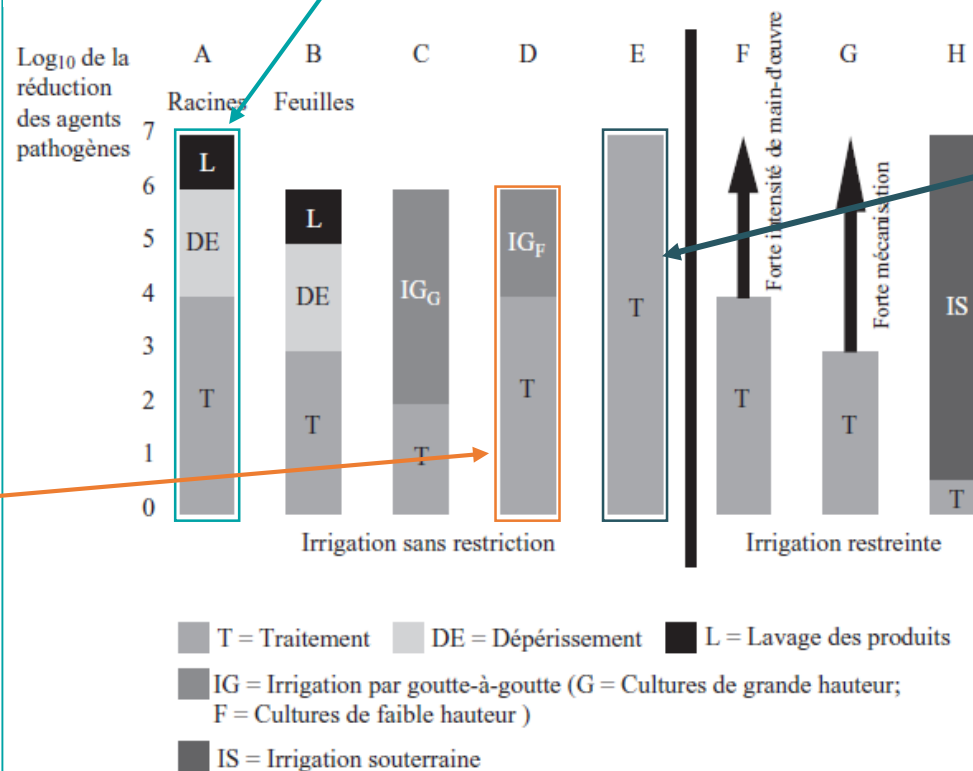 Log10 de la
réduction
des agents
pathogènes
A B C D E F G H
Racines Feuilles
7
6
5
4
3
2
1
0
L
DE
T
L
DE
T
IGG
T
IGF
T
T
T
Forte intensité de main-d'œuvre
T
Forte mécanisation
IS
T
Irrigation sans restriction
Irrigation restreinte
T = Traitement DE = Dépérissement L = Lavage des produits
IG = Irrigation par goutte-à-goutte (G = Cultures de grande hauteur;
F = Cultures de faible hauteur )
IS = Irrigation souterraine